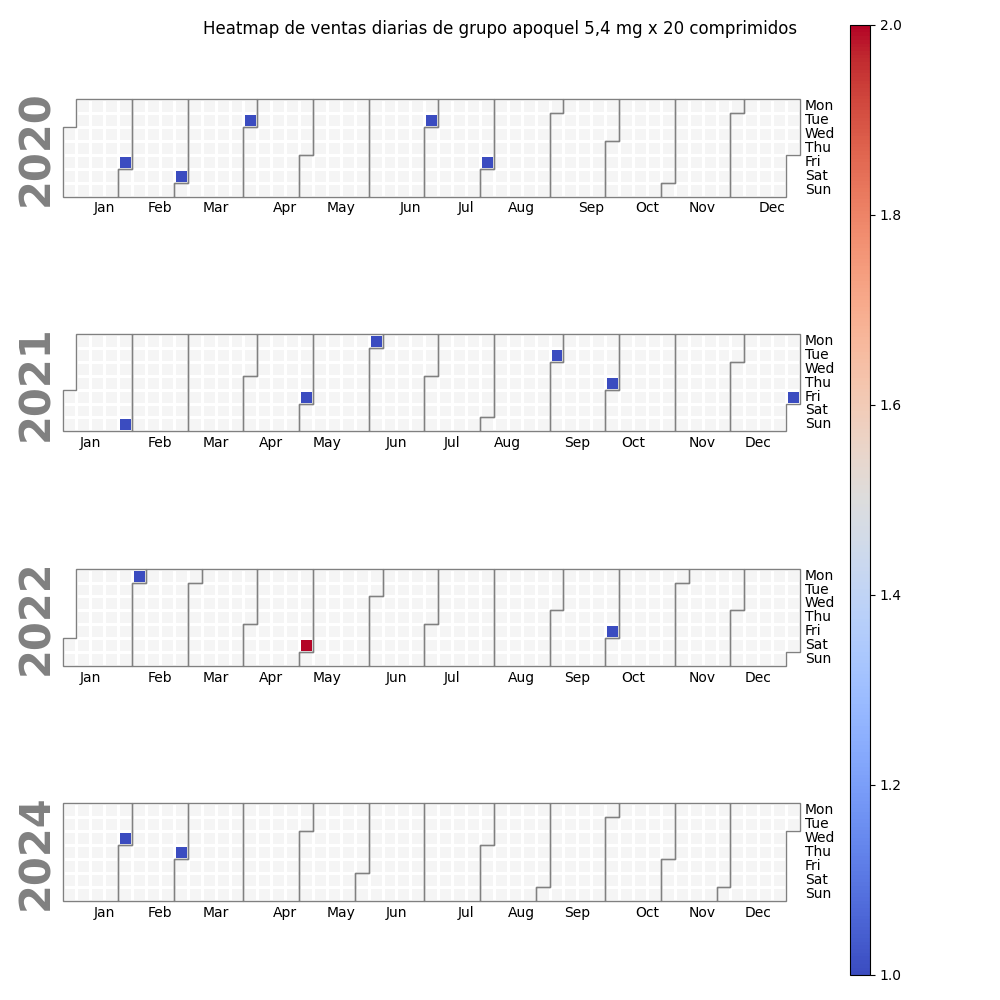 Heatmap de ventas diarias de grupo apoquel 5,4 mg x 20 comprimidos
2020
Mon
Tue
Wed
Thu
Fri
Sat
Sun
Jan Feb Mar Apr May Jun Jul Aug Sep Oct Nov Dec
2021
Mon
Tue
Wed
Thu
Fri
Sat
Sun
Jan Feb Mar Apr May Jun Jul Aug Sep Oct Nov Dec
2022
Mon
Tue
Wed
Thu
Fri
Sat
Sun
Jan Feb Mar Apr May Jun Jul Aug Sep Oct Nov Dec
2024
Mon
Tue
Wed
Thu
Fri
Sat
Sun
Jan Feb Mar Apr May Jun Jul Aug Sep Oct Nov Dec
2.0
1.8
1.6
1.4
1.2
1.0